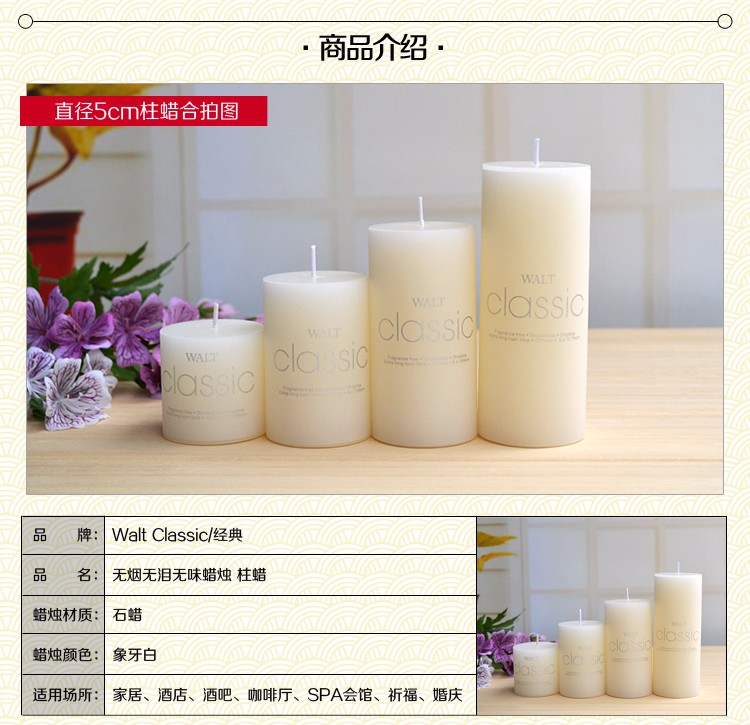 ·商品介绍·
直径5cm柱蜡合拍图
WALT
classic
WALT
classic
WALT
classic
WALT
classic
品 牌： Walt Classic/经典
品 名： 无烟无泪无味蜡烛 柱蜡
蜡烛材质： 石蜡
蜡烛颜色： 象牙白
适用场所： 家居、酒店、酒吧、咖啡厅、SPA会馆、祈福、婚庆
WALT
classic